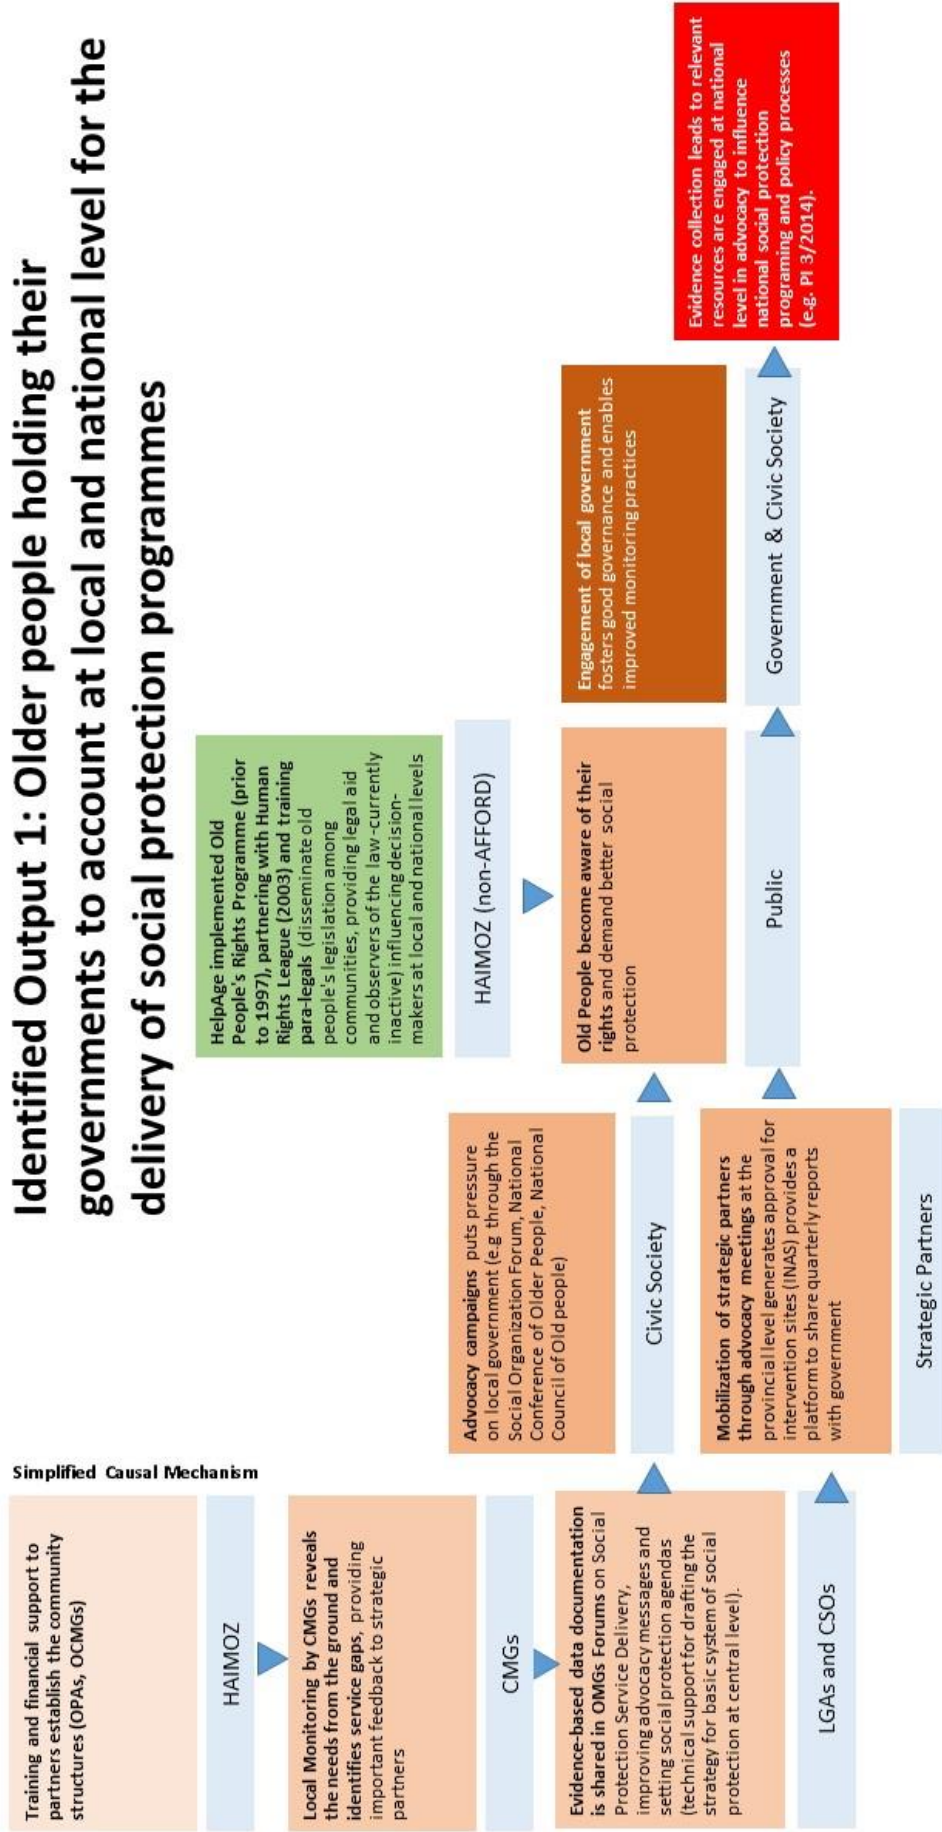 Identified Output 1: Older people holding their
governments to account at local and national level for the
delivery of social protection programmes
Simplified Causal Mechanism
Training and financial support to
partners establish the community
structures (OPAs, OCMGs)
HAIMOZ
Local Monitoring by CMGs reveals
the needs from the ground and
identifies service gaps, providing
important feedback to strategic
partners
CMGs
Evidence-based data documentation
is shared in OMGs Forums on Social
Protection Service Delivery,
improving advocacy messages and
setting social protection agendas
(technical support for drafting the
strategy for basic system of social
protection at central level).
LGAs and CSOs
Advocacy campaigns puts pressure
on local government (e.g through the
Social Organization Forum, National
Conference of Older People, National
Council of Old people)
Civic Society
Mobilization of strategic partners
through advocacy meetings at the
provincial level generates approval for
intervention sites (INAS) provides a
platform to share quarterly reports
with government
Strategic Partners
HelpAge implemented Old
People's Rights Programme (prior
to 1997), partnering with Human
Rights League (2003) and training
para-legals (disseminate old
people's legislation among
communities, providing legal aid
and observers of the law -currently
inactive) influencing decision-
makers at local and national levels
HAIMOZ (non-AFFORD)
Old People become aware of their
rights and demand better social
protection
Public
Engagement of local government
fosters good governance and enables
improved monitoring practices
Government & Civic Society
Evidence collection leads to relevant
resources are engaged at national
level in advocacy to influence
national social protection
programing and policy processes
(e.g. PI 3/2014).